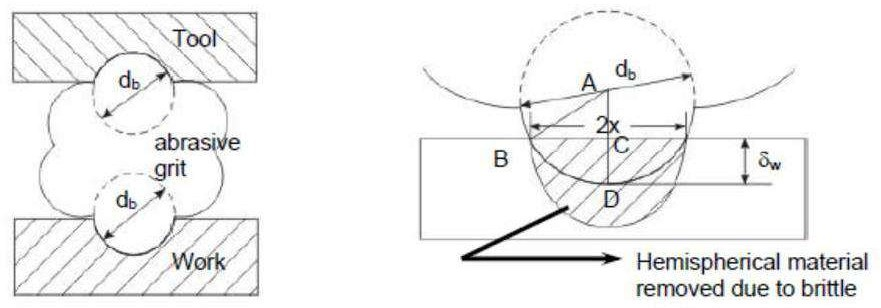 Tool
d_b
abrasive
grit
d_b
Work
A
d_b
2x
C
B
δ_w
D
Hemispherical material
removed due to brittle